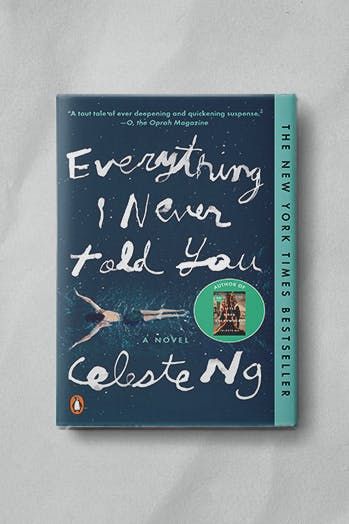 "A taut tale of ever deepening and quickening suspense."
—O, the Oprah Magazine
Everything
I Never
told You
AUTHOR OF
A NOVEL
Celeste Ng
THE NEW YORK TIMES BESTSELLER